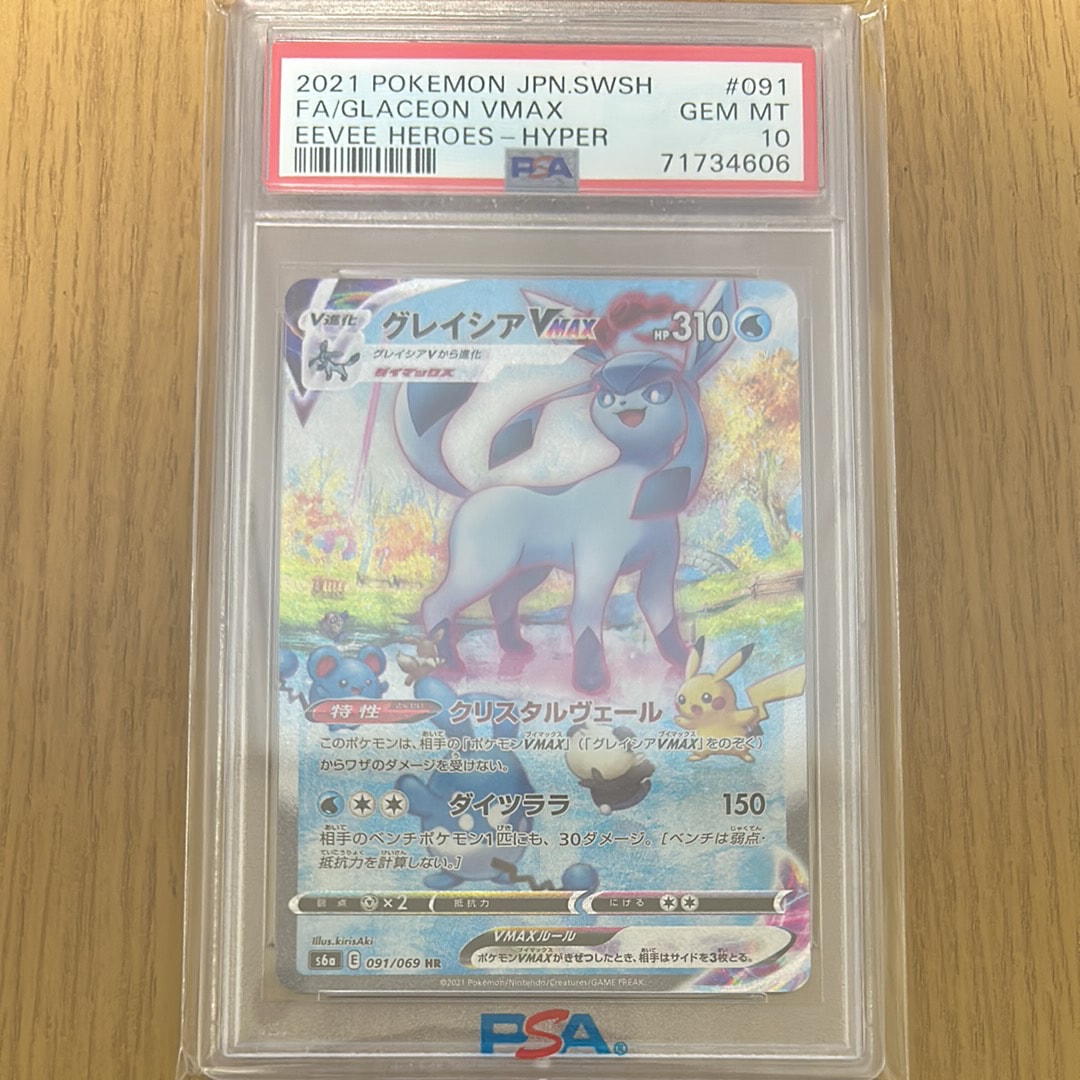 2021 POKEMON JPN.SWSH #091
FA/GLACEON VMAX GEM MT
EEVEE HEROES-HYPER 10
PSA 71734606
V進化 グレイシアVMAX HP310
グレイシアVから進化
ダイマックス
特性 クリスタルヴェール
このポケモンは、相手の「ポケモンVMAX」(「グレイシアVMAX」をのぞく)
からワザのダメージを受けない。
ダイツララ 150
相手のベンチポケモン1匹にも、30ダメージ。[ベンチは弱点・
抵抗力を計算しない。]
弱点 ×2 抵抗力 にげる
VMAXルール
ポケモンVMAXがきぜつしたとき、相手はサイドを3枚とる。
Illus.kirisAki
s6a E 091/069 HR
©2021 Pokémon/Nintendo/Creatures/GAME FREAK.
PSA®